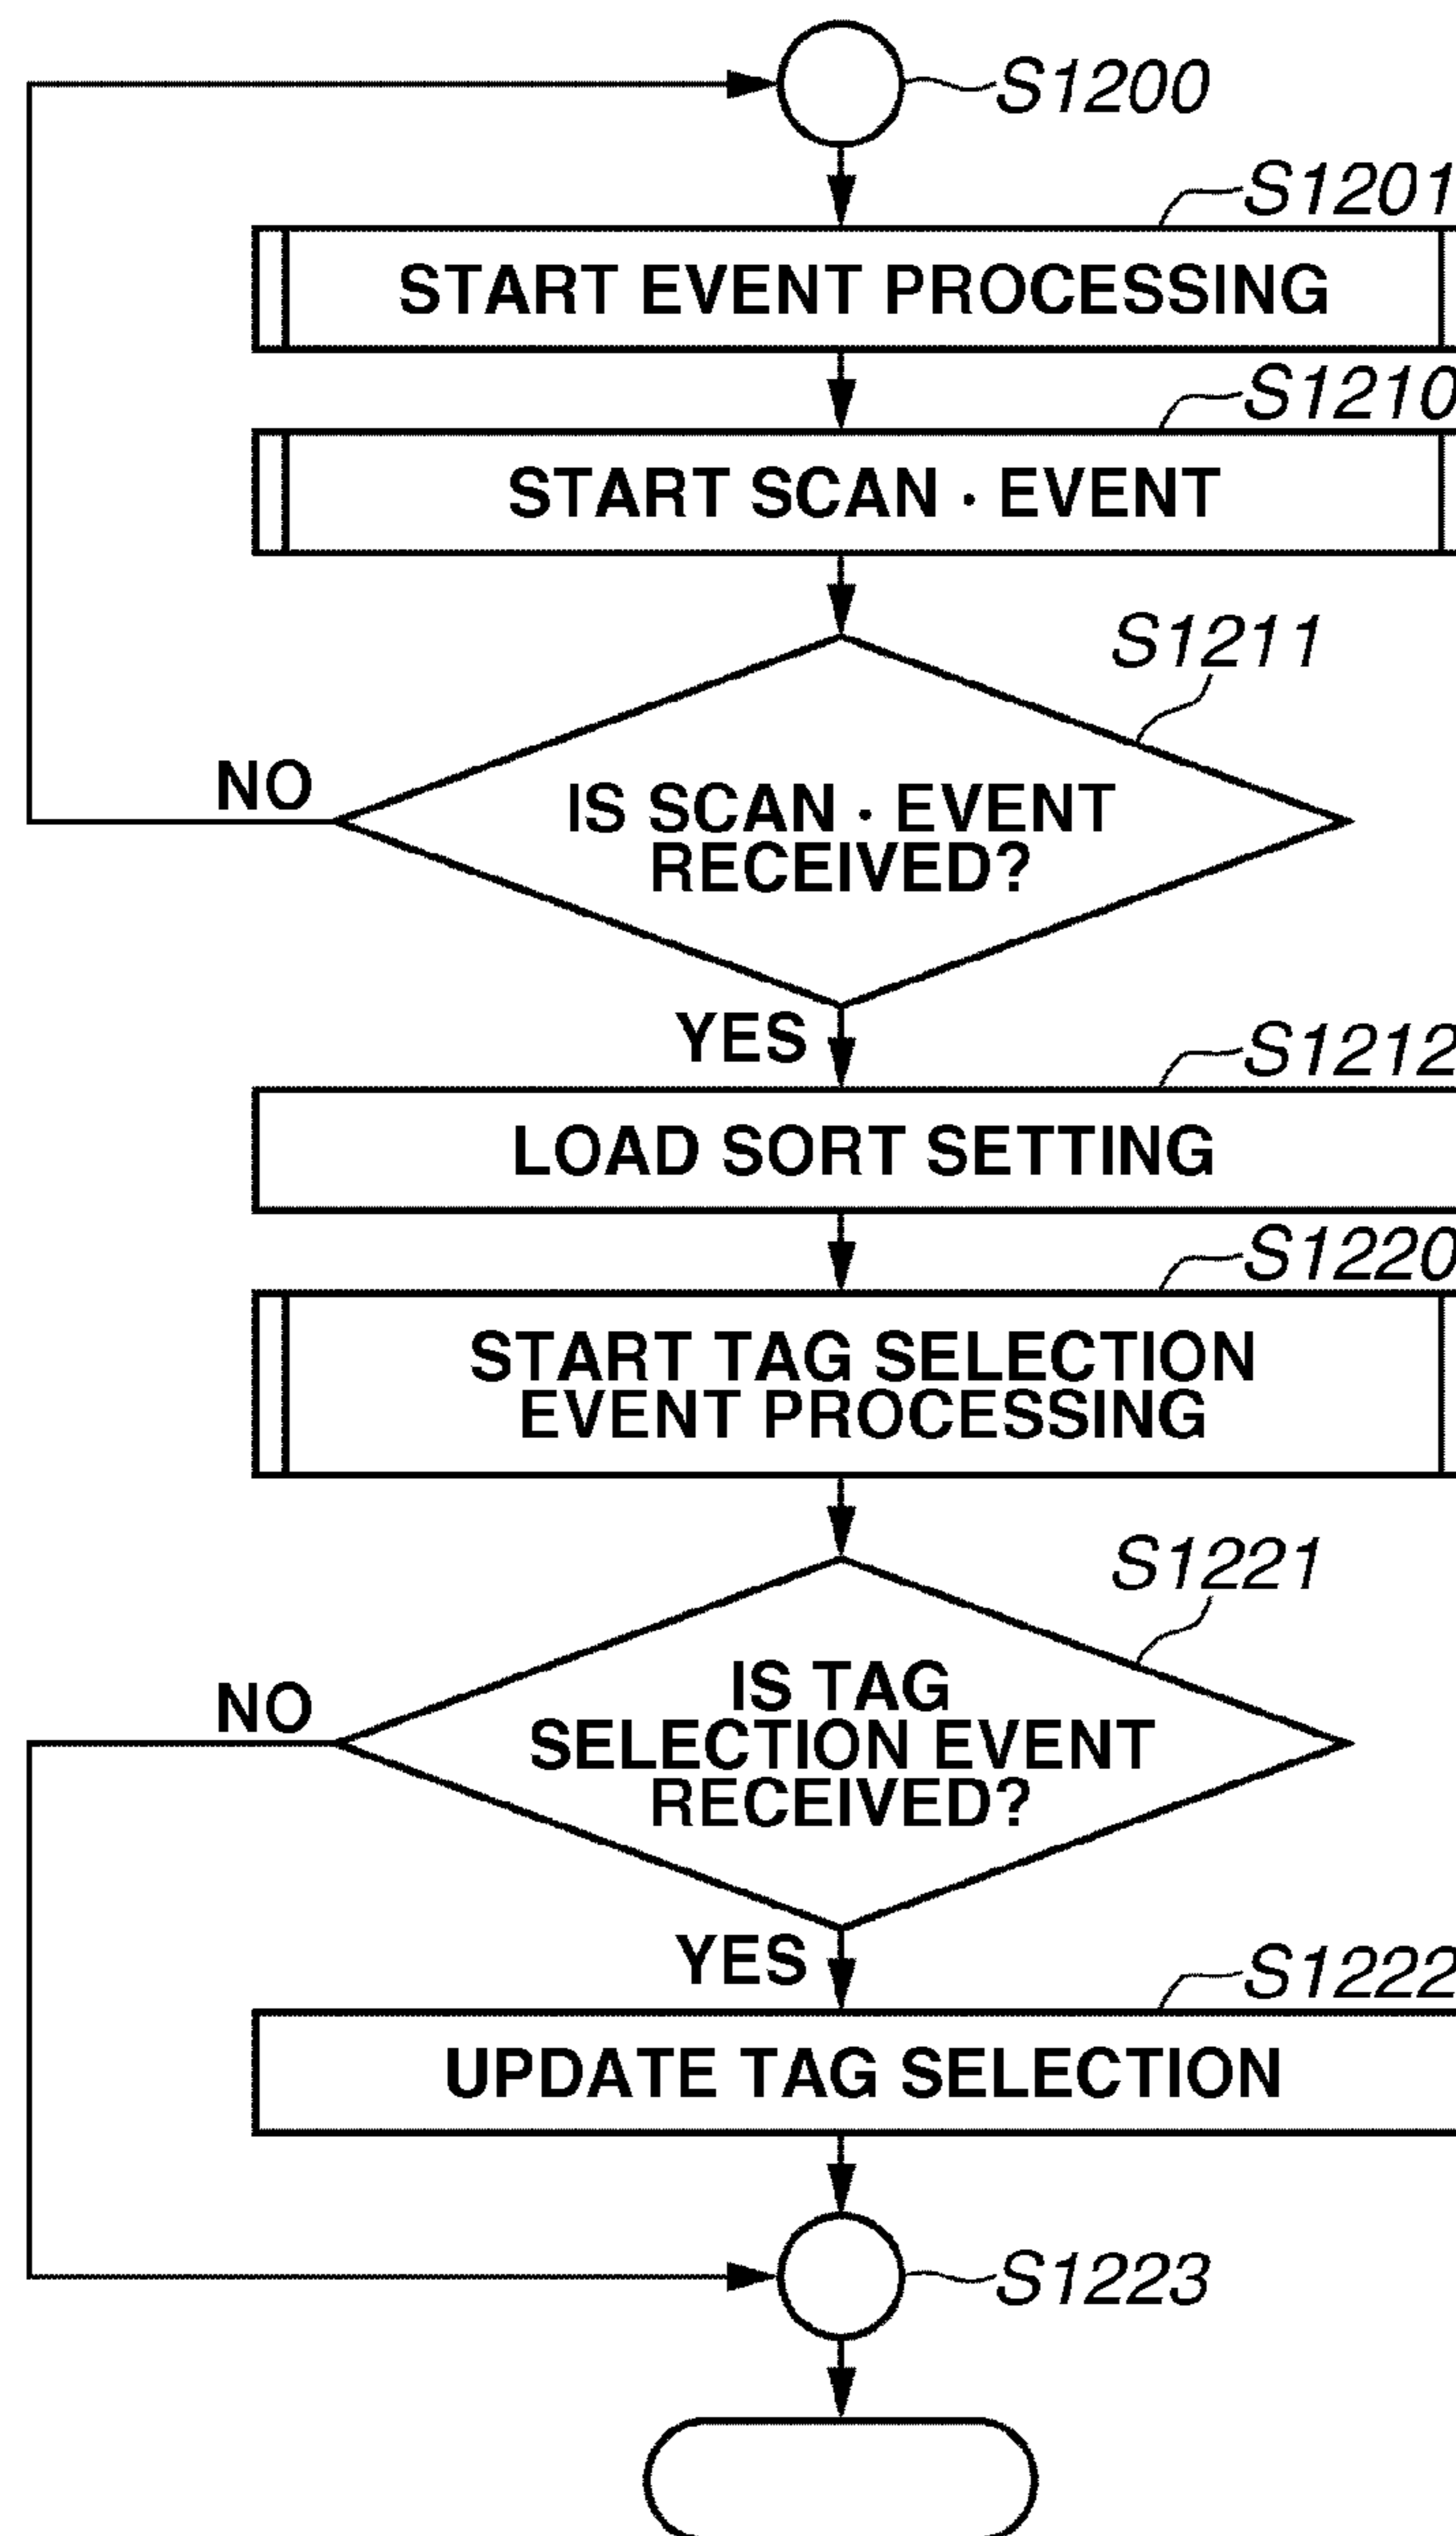 S1200
S1201
START EVENT PROCESSING
S1210
START SCAN · EVENT
S1211
NO
IS SCAN · EVENT
RECEIVED?
YES
S1212
LOAD SORT SETTING
S1220
START TAG SELECTION
EVENT PROCESSING
S1221
NO
IS TAG
SELECTION EVENT
RECEIVED?
YES
S1222
UPDATE TAG SELECTION
S1223